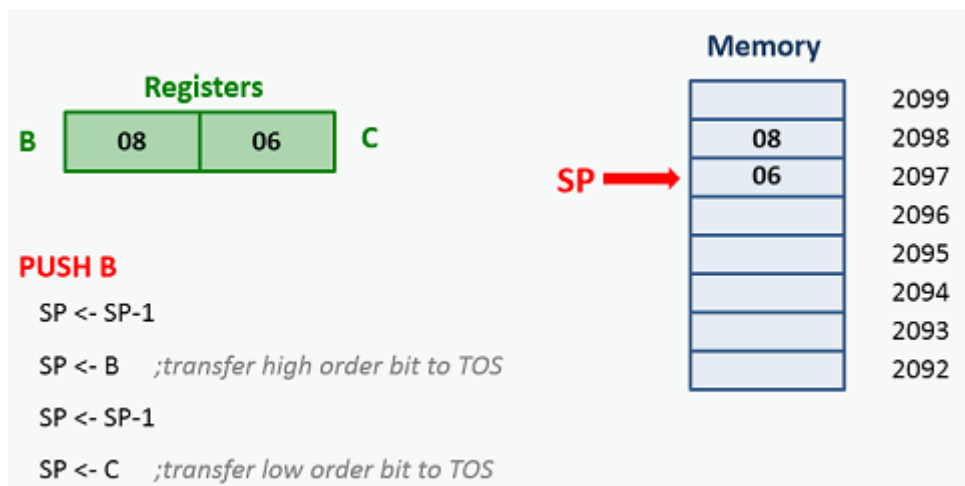 Registers
B 08 06 C
PUSH B
SP <- SP-1
SP <- B ;transfer high order bit to TOS
SP <- SP-1
SP <- C ;transfer low order bit to TOS
Memory
2099
08 2098
SP 06 2097
2096
2095
2094
2093
2092